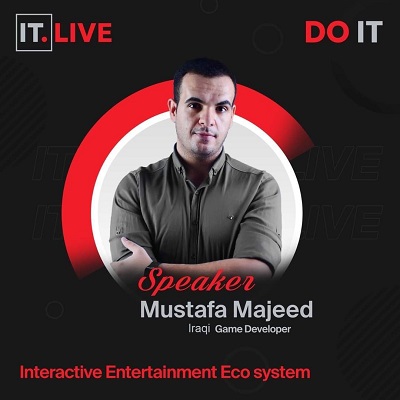 IT. LIVE
DO IT
Speaker
Mustafa Majeed
Iraqi Game Developer
Interactive Entertainment Eco system